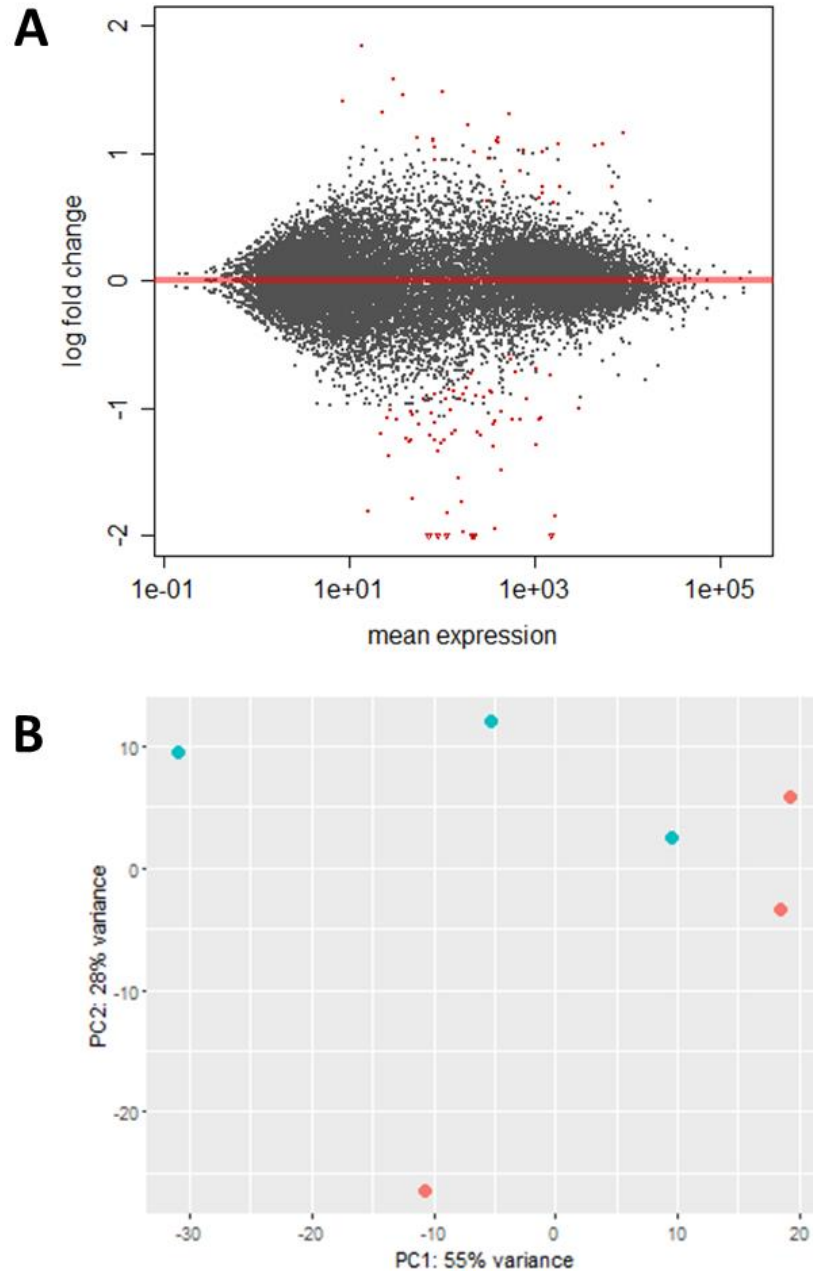 A
2
1
0
-1
-2
log fold change
1e-01 1e+01 1e+03 1e+05
mean expression
B
10
0
-10
-20
PC2: 28% variance
-30 -20 -10 0 10 20
PC1: 55% variance